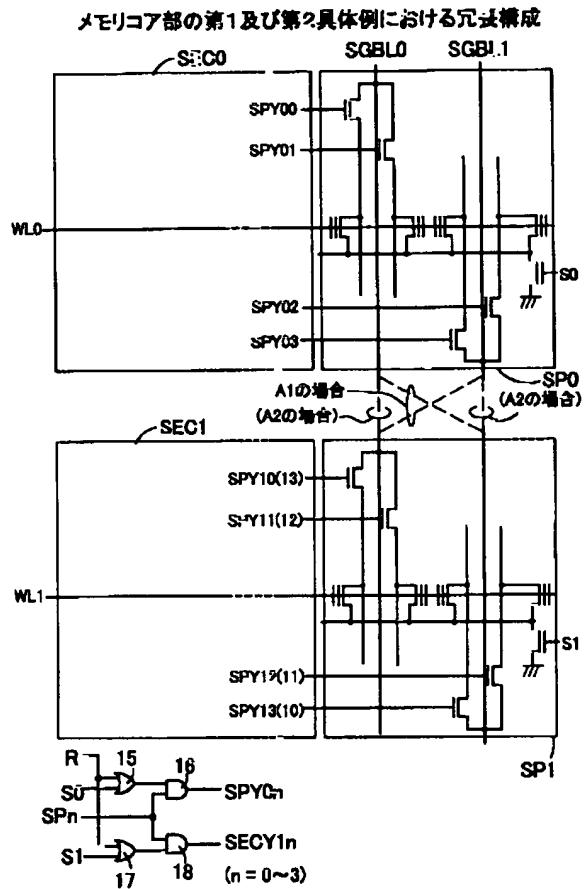 メモリコア部の第1及び第2具体例における冗長構成
SEC0
SGBL0
SGBL1
SPY00
SPY01
WL0
S0
SPY02
SPY03
SP0
A1の場合
(A2の場合)
(A2の場合)
SEC1
SPY10(13)
SPY11(12)
WL1
S1
SPY12(11)
SPY13(10)
SP1
R
15
16
S0
SPY0n
SPn
SECY1n
S1
17
18
(n = 0~3)